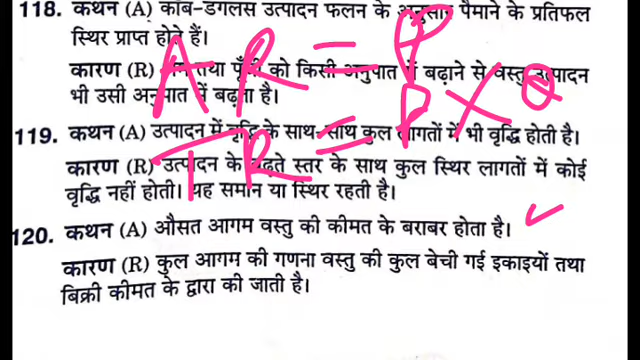 118. कथन (A) कॉब-डगलस उत्पादन फलन के अनुसार पैमाने के प्रतिफल
स्थिर प्राप्त होते हैं।
कारण (R) तथा पूँजी को किसी अनुपात में बढ़ाने से वस्तु उत्पादन
भी उसी अनुपात में बढ़ता है।
AR = P
119. कथन (A) उत्पादन में वृद्धि के साथ-साथ कुल लागतों में भी वृद्धि होती है।
TR = P × Q
कारण (R) उत्पादन के बढ़ते स्तर के साथ कुल स्थिर लागतों में कोई
वृद्धि नहीं होती। यह समान या स्थिर रहती है।
120. कथन (A) औसत आगम वस्तु की कीमत के बराबर होता है।
कारण (R) कुल आगम की गणना वस्तु की कुल बेची गई इकाइयों तथा
बिक्री कीमत के द्वारा की जाती है।